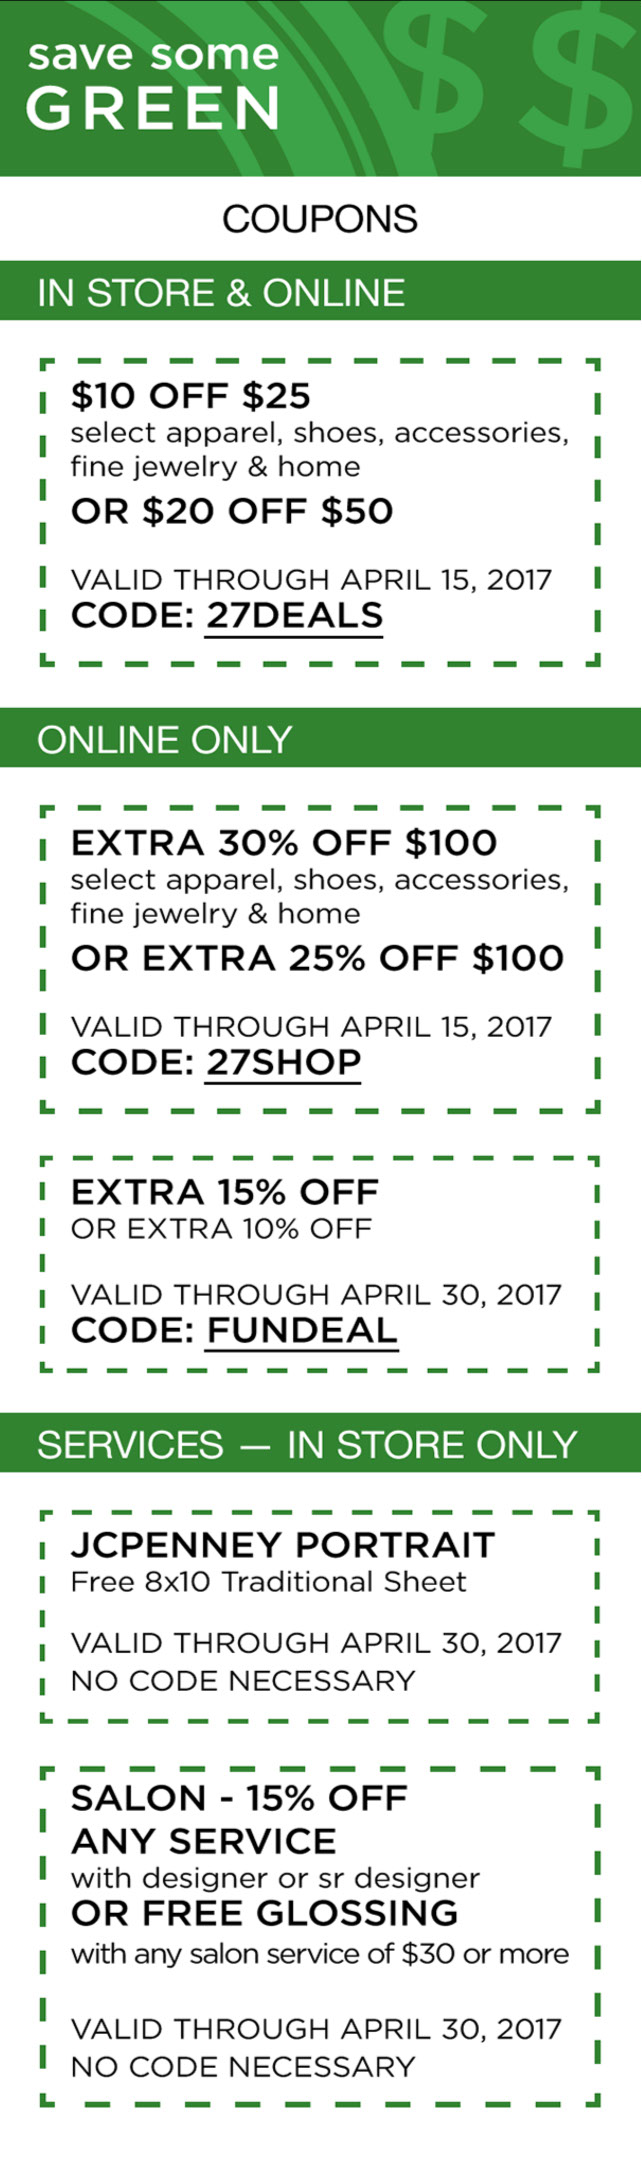 save some
GREEN
$ $
COUPONS
IN STORE & ONLINE
$10 OFF $25
select apparel, shoes, accessories,
fine jewelry & home
OR $20 OFF $50
VALID THROUGH APRIL 15, 2017
CODE: 27DEALS
ONLINE ONLY
EXTRA 30% OFF $100
select apparel, shoes, accessories,
fine jewelry & home
OR EXTRA 25% OFF $100
VALID THROUGH APRIL 15, 2017
CODE: 27SHOP
EXTRA 15% OFF
OR EXTRA 10% OFF
VALID THROUGH APRIL 30, 2017
CODE: FUNDEAL
SERVICES — IN STORE ONLY
JCPENNEY PORTRAIT
Free 8x10 Traditional Sheet
VALID THROUGH APRIL 30, 2017
NO CODE NECESSARY
SALON - 15% OFF
ANY SERVICE
with designer or sr designer
OR FREE GLOSSING
with any salon service of $30 or more
VALID THROUGH APRIL 30, 2017
NO CODE NECESSARY